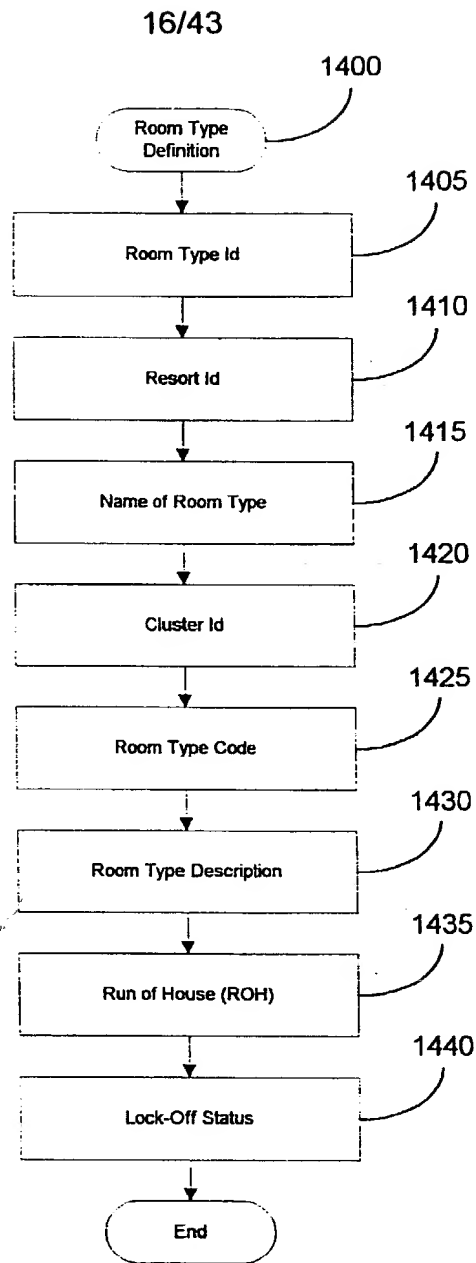 16/43
1400
Room Type
Definition
1405
Room Type Id
1410
Resort Id
1415
Name of Room Type
1420
Cluster Id
1425
Room Type Code
1430
Room Type Description
1435
Run of House (ROH)
1440
Lock-Off Status
End